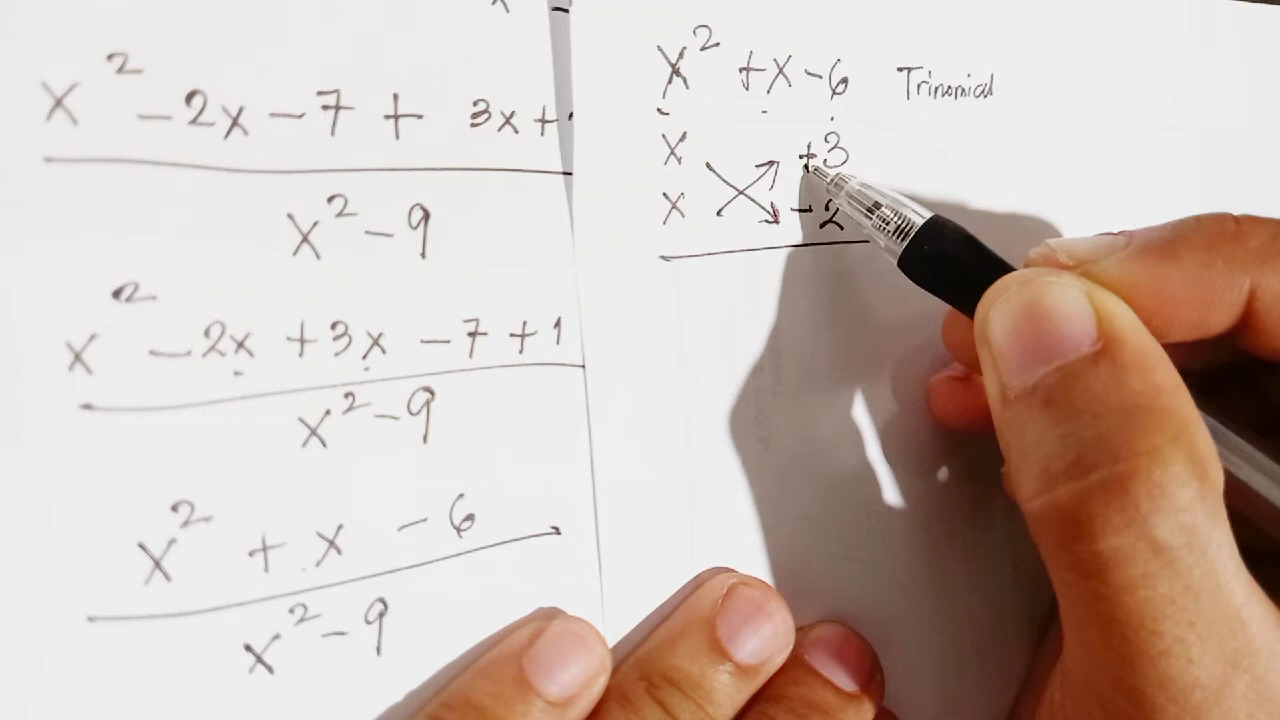 x² - 2x - 7 + 3x +
x² - 9
x² - 2x + 3x - 7 + 1
x² - 9
x² + x - 6
x² - 9
x² + x - 6 Trinomial
x +3
x -2